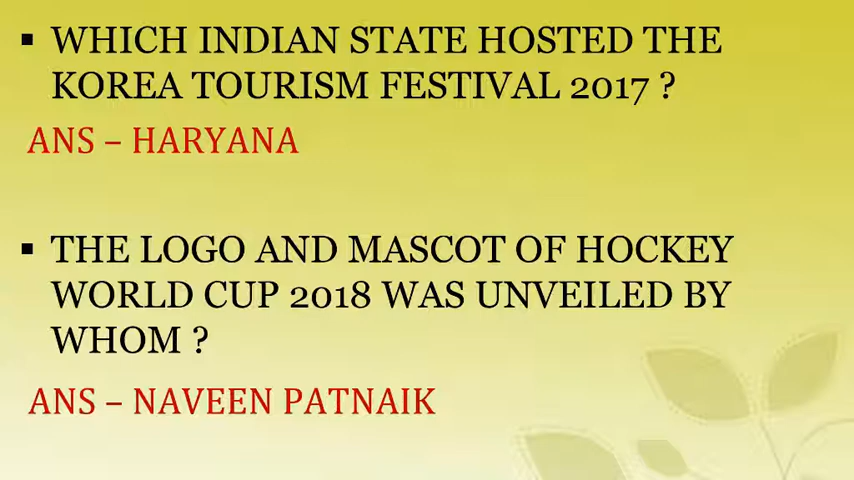 ▪ WHICH INDIAN STATE HOSTED THE
KOREA TOURISM FESTIVAL 2017 ?
ANS – HARYANA
▪ THE LOGO AND MASCOT OF HOCKEY
WORLD CUP 2018 WAS UNVEILED BY
WHOM ?
ANS – NAVEEN PATNAIK